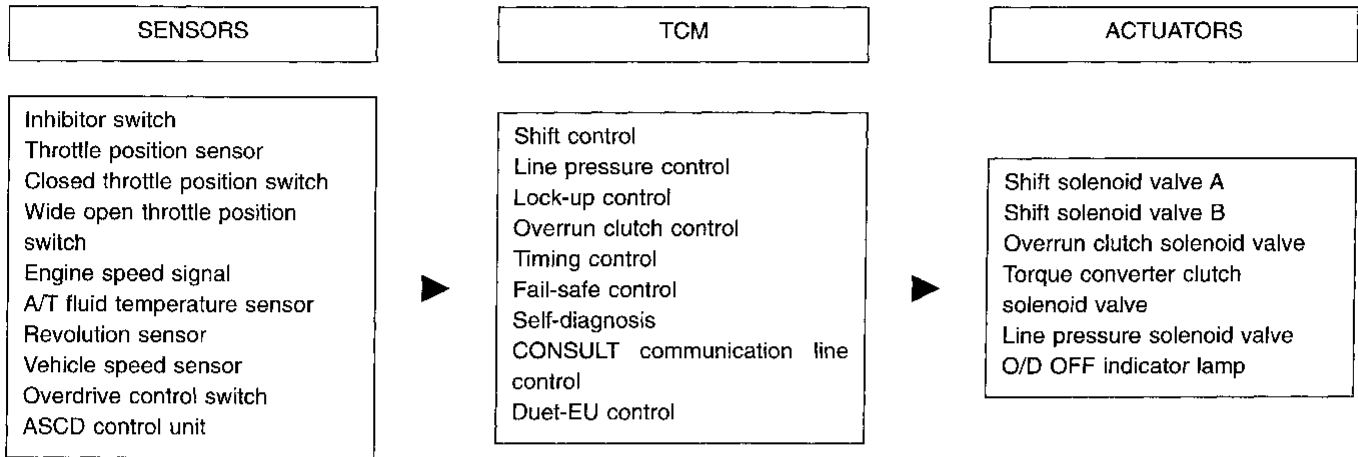 SENSORS
TCM
ACTUATORS
Inhibitor switch
Throttle position sensor
Closed throttle position switch
Wide open throttle position
switch
Engine speed signal
A/T fluid temperature sensor
Revolution sensor
Vehicle speed sensor
Overdrive control switch
ASCD control unit
Shift control
Line pressure control
Lock-up control
Overrun clutch control
Timing control
Fail-safe control
Self-diagnosis
CONSULT communication line
control
Duet-EU control
Shift solenoid valve A
Shift solenoid valve B
Overrun clutch solenoid valve
Torque converter clutch
solenoid valve
Line pressure solenoid valve
O/D OFF indicator lamp